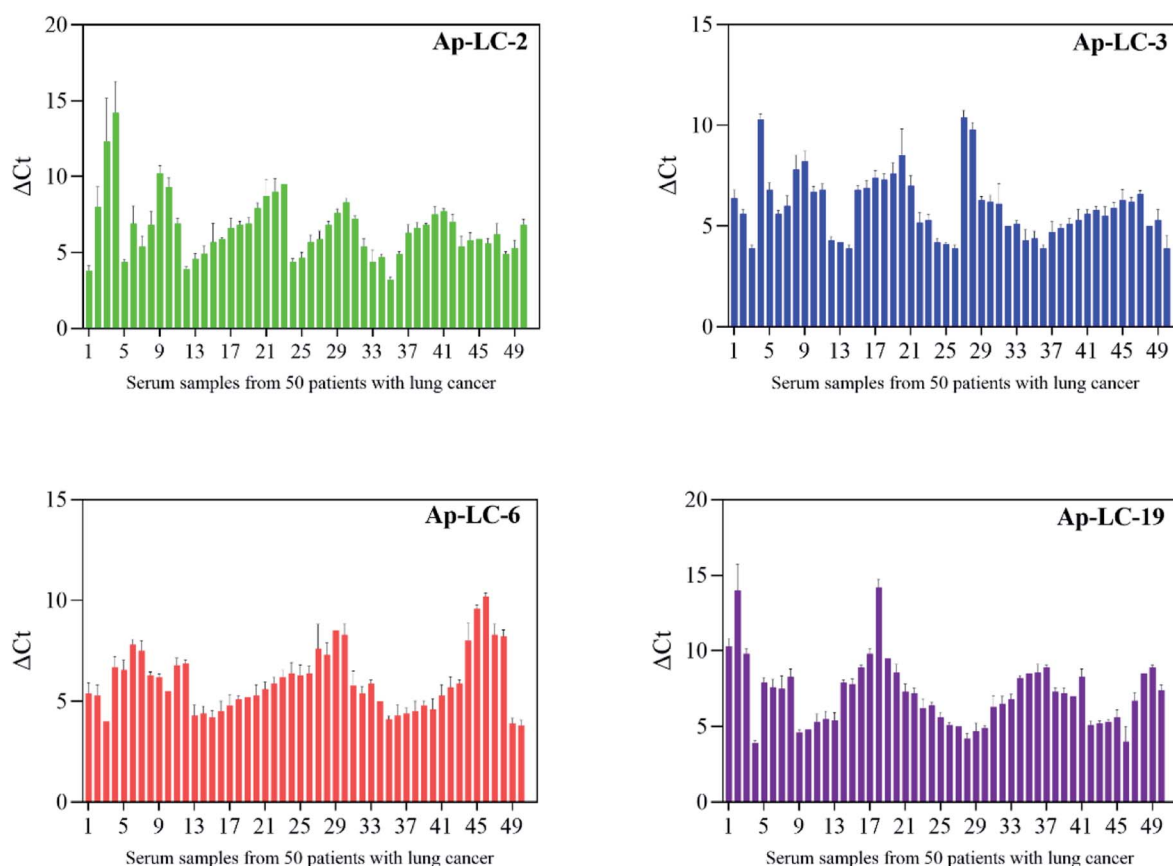 20
Ap-LC-2
15
10
5
0
ΔCt
1 5 9 13 17 21 25 29 33 37 41 45 49
Serum samples from 50 patients with lung cancer
15
Ap-LC-3
10
5
0
ΔCt
1 5 9 13 17 21 25 29 33 37 41 45 49
Serum samples from 50 patients with lung cancer
15
Ap-LC-6
10
5
0
ΔCt
1 5 9 13 17 21 25 29 33 37 41 45 49
Serum samples from 50 patients with lung cancer
20
Ap-LC-19
15
10
5
0
ΔCt
1 5 9 13 17 21 25 29 33 37 41 45 49
Serum samples from 50 patients with lung cancer